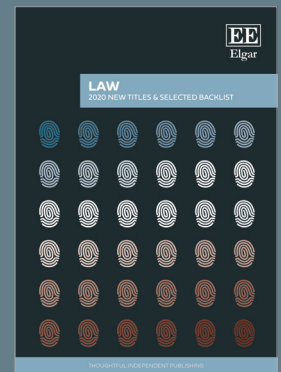 EE
Elgar
LAW
2020 NEW TITLES & SELECTED BACKLIST
THOUGHTFUL INDEPENDENT PUBLISHING